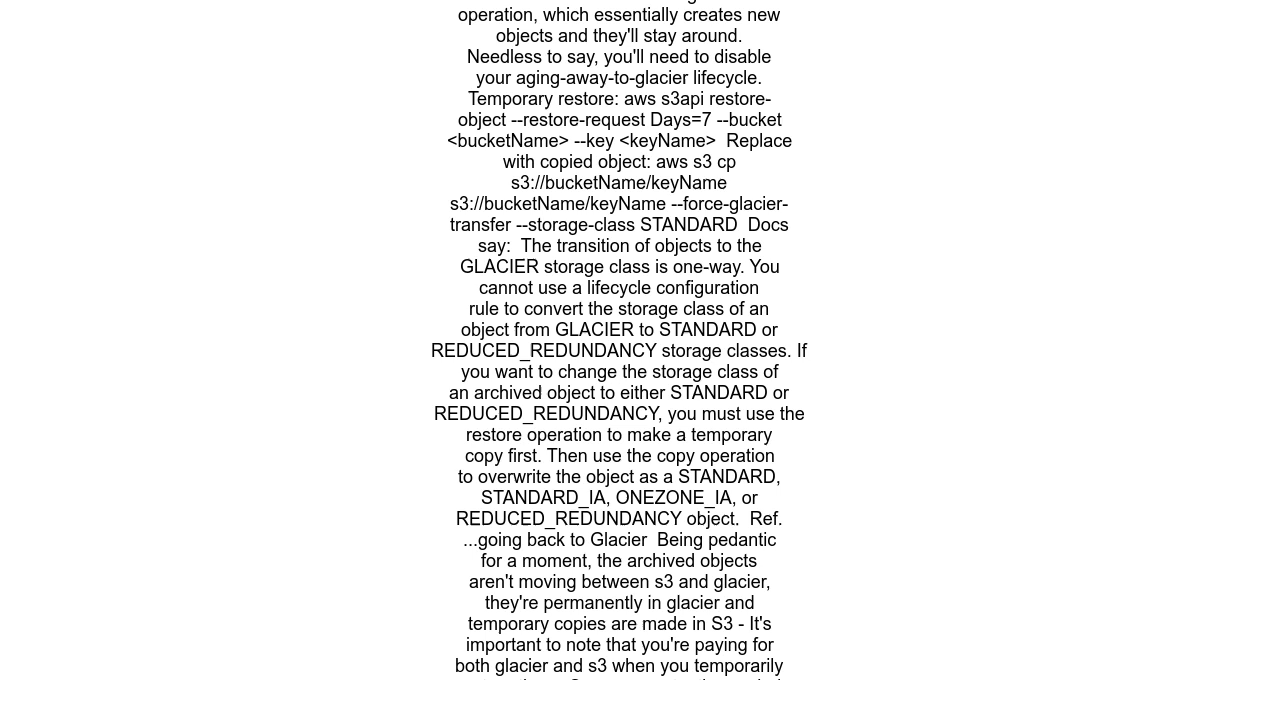 operation, which essentially creates new
objects and they'll stay around.
Needless to say, you'll need to disable
your aging-away-to-glacier lifecycle.
Temporary restore: aws s3api restore-
object --restore-request Days=7 --bucket
<bucketName> --key <keyName>  Replace
with copied object: aws s3 cp
s3://bucketName/keyName
s3://bucketName/keyName --force-glacier-
transfer --storage-class STANDARD  Docs
say:  The transition of objects to the
GLACIER storage class is one-way. You
cannot use a lifecycle configuration
rule to convert the storage class of an
object from GLACIER to STANDARD or
REDUCED_REDUNDANCY storage classes. If
you want to change the storage class of
an archived object to either STANDARD or
REDUCED_REDUNDANCY, you must use the
restore operation to make a temporary
copy first. Then use the copy operation
to overwrite the object as a STANDARD,
STANDARD_IA, ONEZONE_IA, or
REDUCED_REDUNDANCY object.  Ref.
...going back to Glacier  Being pedantic
for a moment, the archived objects
aren't moving between s3 and glacier,
they're permanently in glacier and
temporary copies are made in S3 - It's
important to note that you're paying for
both glacier and s3 when you temporarily